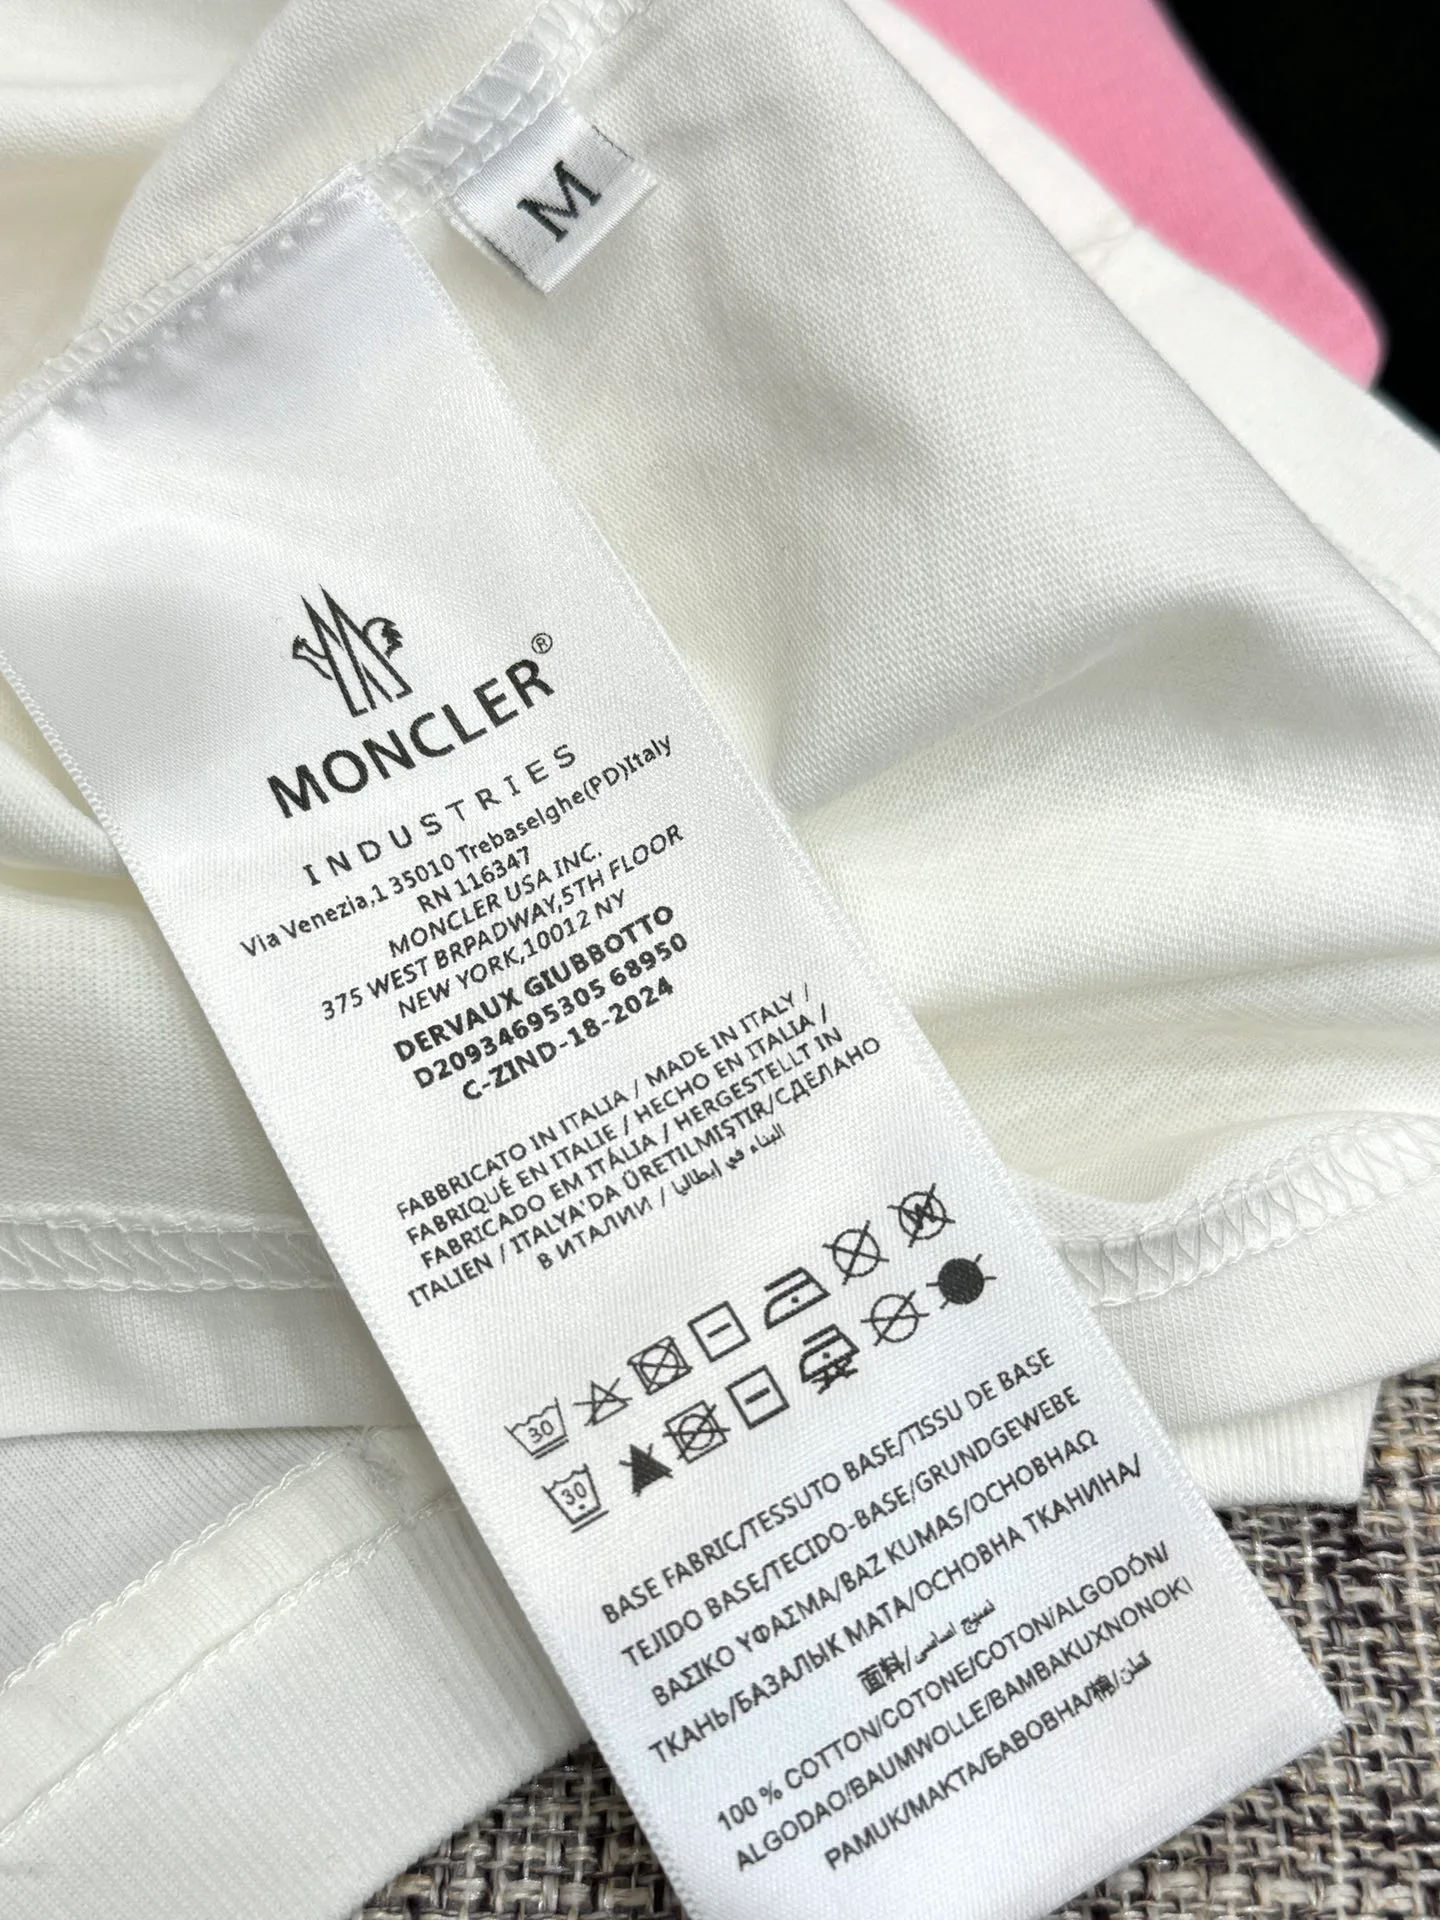 M
MONCLER®
INDUSTRIES
Via Venezia,1 35010 Trebaselghe(PD)Italy
RN 116347
MONCLER USA INC.
375 WEST BRPADWAY,5TH FLOOR
NEW YORK,10012 NY
DERVAUX GIUBBOTTO
D20934695305 68950
C-ZIND-18-2024
FABBRICATO IN ITALIA / MADE IN ITALY /
FABRIQUÉ EN ITALIE / HECHO EN ITALIA /
FABRICADO EM ITÁLIA / HERGESTELLT IN
ITALIEN / ITALYA'DA ÜRETILMIŞTIR/СДЕЛАНО
В ИТАЛИИ / البناء في إيطاليا
W
30
30
BASE FABRIC/TESSUTO BASE/TISSU DE BASE
TEJIDO BASE/TECIDO-BASE/GRUNDGEWEBE
ΒΑΣΙΚΟ ΥΦΑΣΜΑ/BAZ KUMAS/ОСНОВНАΩ
ТКАНЬ/БАЗАЛЫК МАТА/ОСНОВНА ТКАНИНА/
面料/نسيج اساسي
100 % COTTON/COTONE/COTON/ALGODÓN/
ALGODAO/BAUMWOLLE/BAMBAKUXNONOKI
PAMUK/МАКТА/БАВОВНА/棉/قطن